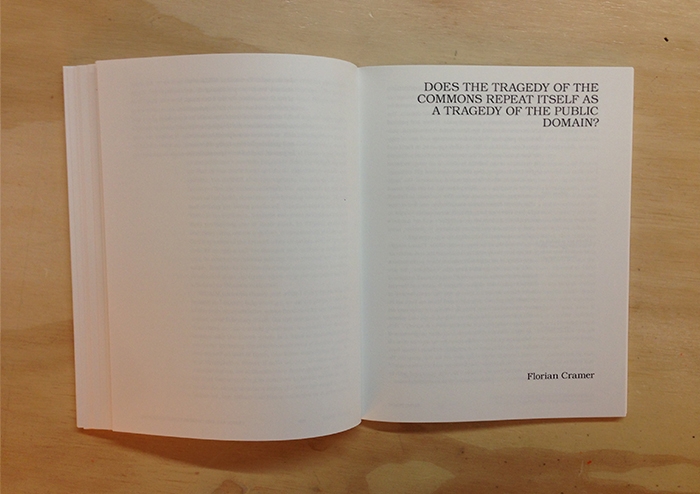 DOES THE TRAGEDY OF THE
COMMONS REPEAT ITSELF AS
A TRAGEDY OF THE PUBLIC
DOMAIN?
Florian Cramer